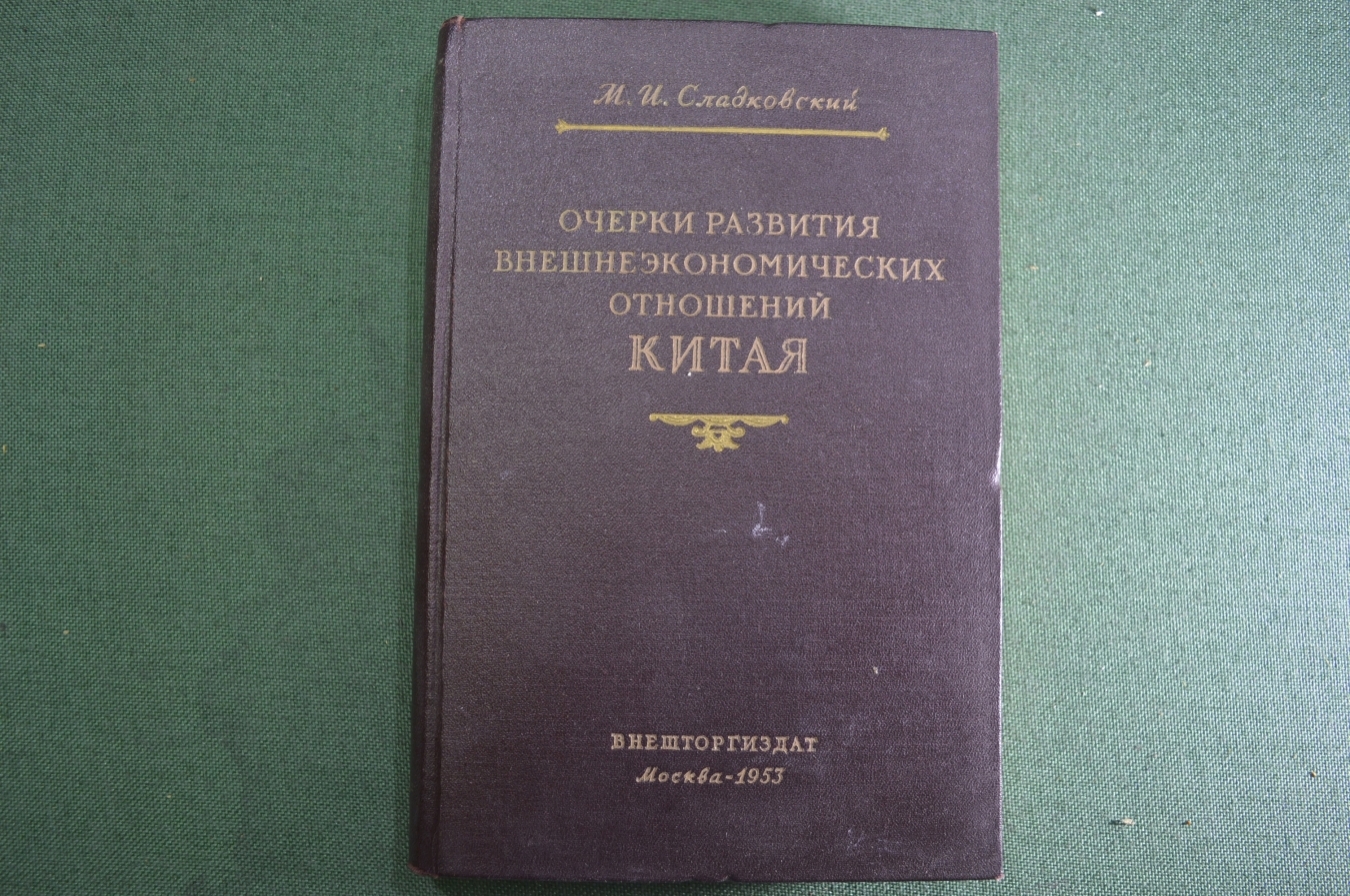 М. И. Сладковский
ОЧЕРКИ РАЗВИТИЯ
ВНЕШНЕЭКОНОМИЧЕСКИХ
ОТНОШЕНИЙ
КИТАЯ
ВНЕШТОРГИЗДАТ
Москва-1953